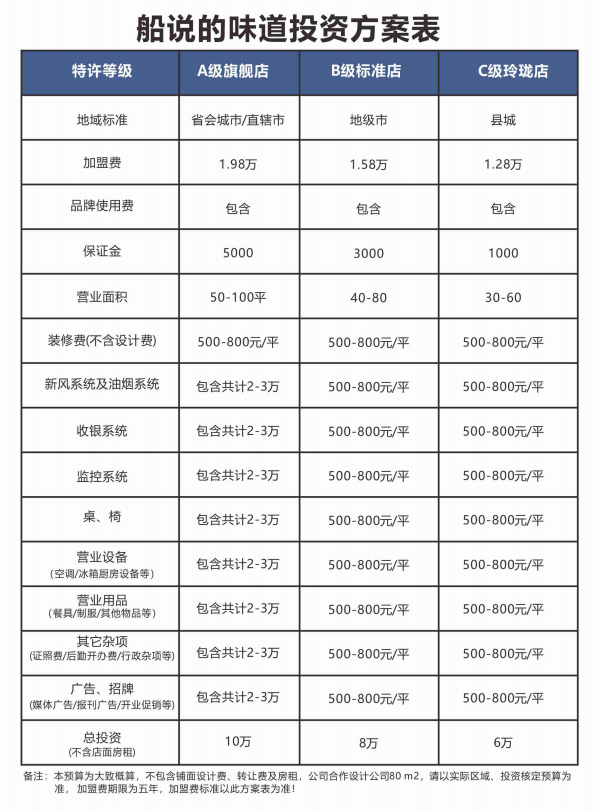 船说的味道投资方案表
特许等级 A级旗舰店 B级标准店 C级玲珑店
地域标准 省会城市/直辖市 地级市 县城
加盟费 1.98万 1.58万 1.28万
品牌使用费 包含 包含 包含
保证金 5000 3000 1000
营业面积 50-100平 40-80 30-60
装修费(不含设计费) 500-800元/平 500-800元/平 500-800元/平
新风系统及油烟系统 包含共计2-3万 500-800元/平 500-800元/平
收银系统 包含共计2-3万 500-800元/平 500-800元/平
监控系统 包含共计2-3万 500-800元/平 500-800元/平
桌、椅 包含共计2-3万 500-800元/平 500-800元/平
营业设备 包含共计2-3万 500-800元/平 500-800元/平
(空调/冰箱厨房设备等)
营业用品 包含共计2-3万 500-800元/平 500-800元/平
(餐具/制服/其他物品等)
其它杂项 包含共计2-3万 500-800元/平 500-800元/平
(证照费/后勤开办费/行政杂项等)
广告、招牌 包含共计2-3万 500-800元/平 500-800元/平
(媒体广告/报刊广告/开业促销等)
总投资 10万 8万 6万
(不含店面房租)
备注：本预算为大致概算，不包含铺面设计费、转让费及房租，公司合作设计公司80 m2，请以实际区域、投资核定预算为
准， 加盟费期限为五年，加盟费标准以此方案表为准！